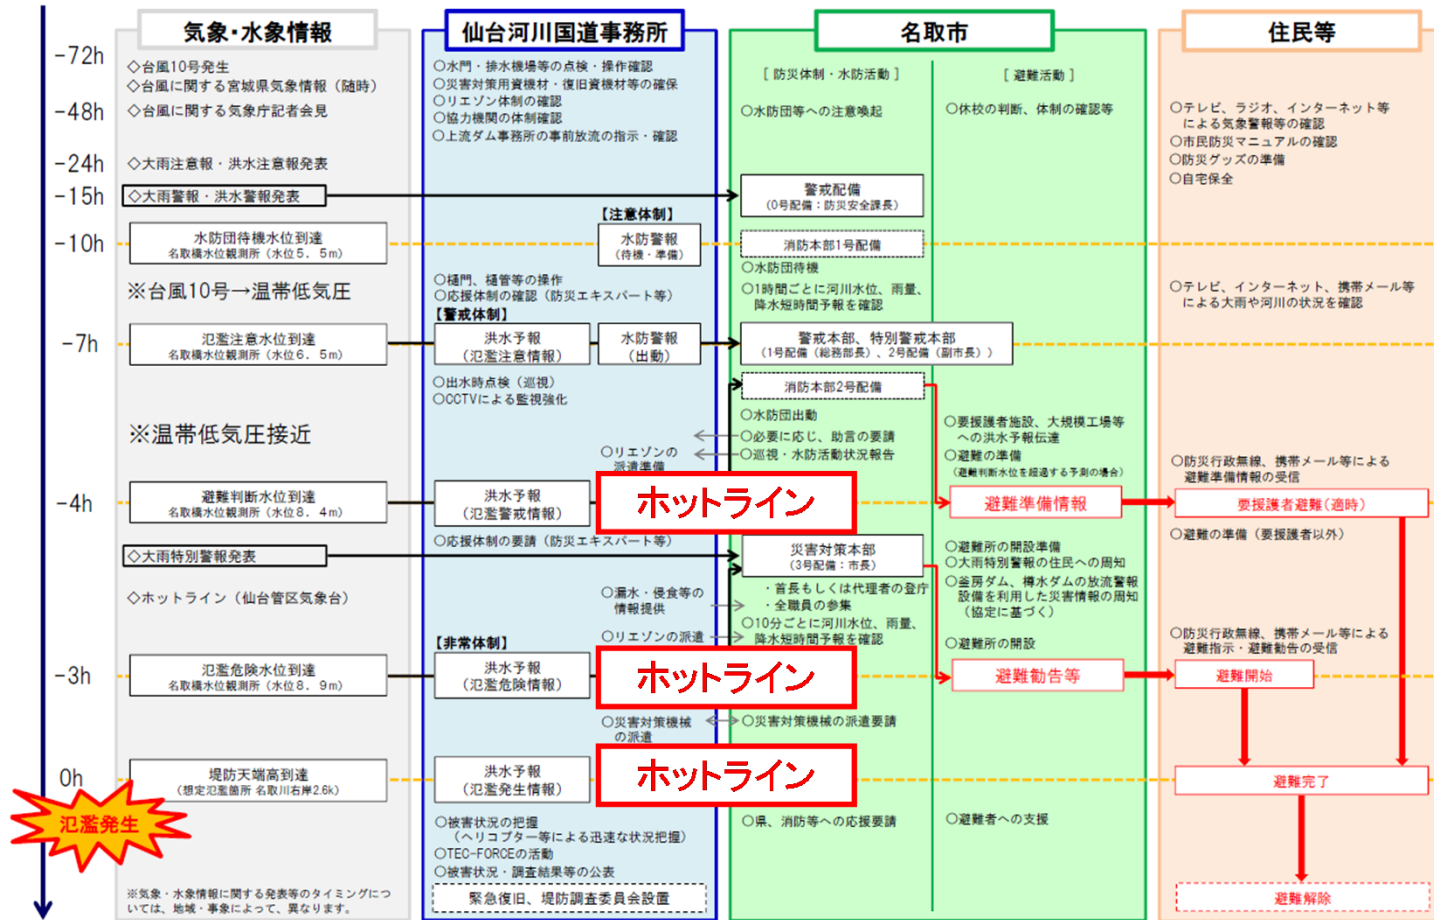 気象・水象情報
仙台河川国道事務所
名取市
住民等
-72h
-48h
-24h
-15h
-10h
-7h
-4h
-3h
0h
氾濫発生
◇台風10号発生
◇台風に関する宮城県気象情報（随時）
◇台風に関する気象庁記者会見
◇大雨注意報・洪水注意報発表
◇大雨警報・洪水警報発表
水防団待機水位到達
名取橋水位観測所（水位5．5m）
※台風10号→温帯低気圧
氾濫注意水位到達
名取橋水位観測所（水位6．5m）
※温帯低気圧接近
避難判断水位到達
名取橋水位観測所（水位8．4m）
◇大雨特別警報発表
◇ホットライン（仙台管区気象台）
氾濫危険水位到達
名取橋水位観測所（水位8．9m）
堤防天端高到達
（想定氾濫箇所 名取川右岸2.6k）
※気象・水象情報に関する発表等のタイミングにつ
いては、地域・事象によって、異なります。
○水門・排水機場等の点検・操作確認
○災害対策用資機材・復旧資機材等の確保
○リエゾン体制の確認
○協力機関の体制確認
○上流ダム事務所の事前放流の指示・確認
【注意体制】
水防警報
（待機・準備）
○樋門、樋管等の操作
○応援体制の確認（防災エキスパート等）
【警戒体制】
洪水予報
（氾濫注意情報）
水防警報
（出動）
○出水時点検（巡視）
○CCTVによる監視強化
○リエゾンの
派遣準備
洪水予報
（氾濫警戒情報）
ホットライン
○応援体制の要請（防災エキスパート等）
○漏水・侵食等の
情報提供
○リエゾンの派遣
【非常体制】
洪水予報
（氾濫危険情報）
ホットライン
○災害対策機械
の派遣
洪水予報
（氾濫発生情報）
ホットライン
○被害状況の把握
（ヘリコプター等による迅速な状況把握）
○TEC-FORCEの活動
○被害状況・調査結果等の公表
緊急復旧、堤防調査委員会設置
［ 防災体制・水防活動 ］
○水防団等への注意喚起
警戒配備
（0号配備：防災安全課長）
消防本部1号配備
○水防団待機
○1時間ごとに河川水位、雨量、
降水短時間予報を確認
警戒本部、特別警戒本部
（1号配備（総務部長）、2号配備（副市長））
消防本部2号配備
○水防団出動
○必要に応じ、助言の要請
○巡視・水防活動状況報告
災害対策本部
（3号配備：市長）
・首長もしくは代理者の登庁
・全職員の参集
○10分ごとに河川水位、雨量、
降水短時間予報を確認
○災害対策機械の派遣要請
○県、消防等への応援要請
［ 避難活動 ］
○休校の判断、体制の確認等
○要援護者施設、大規模工場等
への洪水予報伝達
○避難の準備
（避難判断水位を超過する予測の場合）
避難準備情報
○避難所の開設準備
○大雨特別警報の住民への周知
○釜房ダム、樽水ダムの放流警報
設備を利用した災害情報の周知
（協定に基づく）
○避難所の開設
避難勧告等
○避難者への支援
○テレビ、ラジオ、インターネット等
による気象警報等の確認
○市民防災マニュアルの確認
○防災グッズの準備
○自宅保全
○テレビ、インターネット、携帯メール等
による大雨や河川の状況を確認
○防災行政無線、携帯メール等による
避難準備情報の受信
要援護者避難（適時）
○避難の準備（要援護者以外）
○防災行政無線、携帯メール等による
避難指示・避難勧告の受信
避難開始
避難完了
避難解除